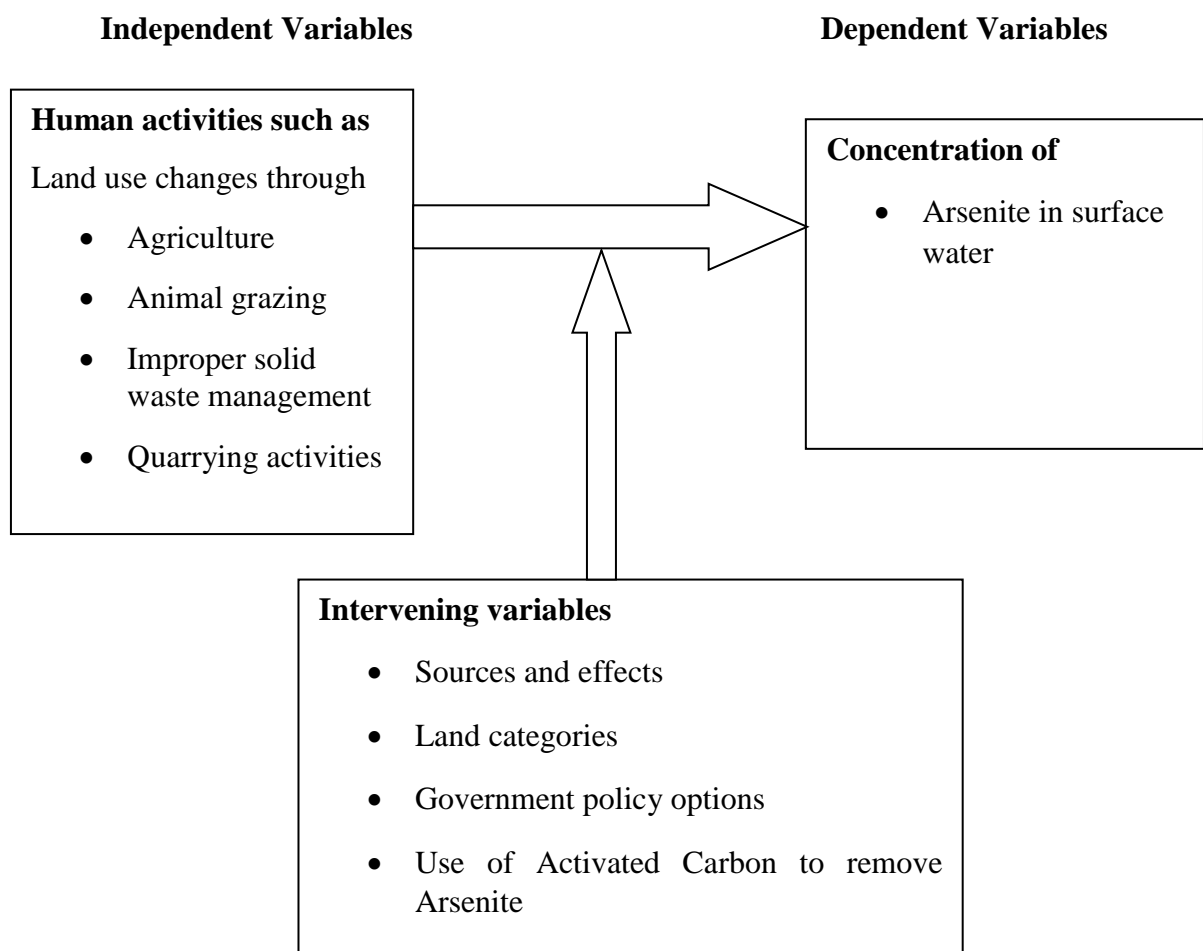 Independent Variables
Dependent Variables
Human activities such as
Land use changes through
• Agriculture
• Animal grazing
• Improper solid
waste management
• Quarrying activities
Concentration of
• Arsenite in surface
water
Intervening variables
• Sources and effects
• Land categories
• Government policy options
• Use of Activated Carbon to remove
Arsenite